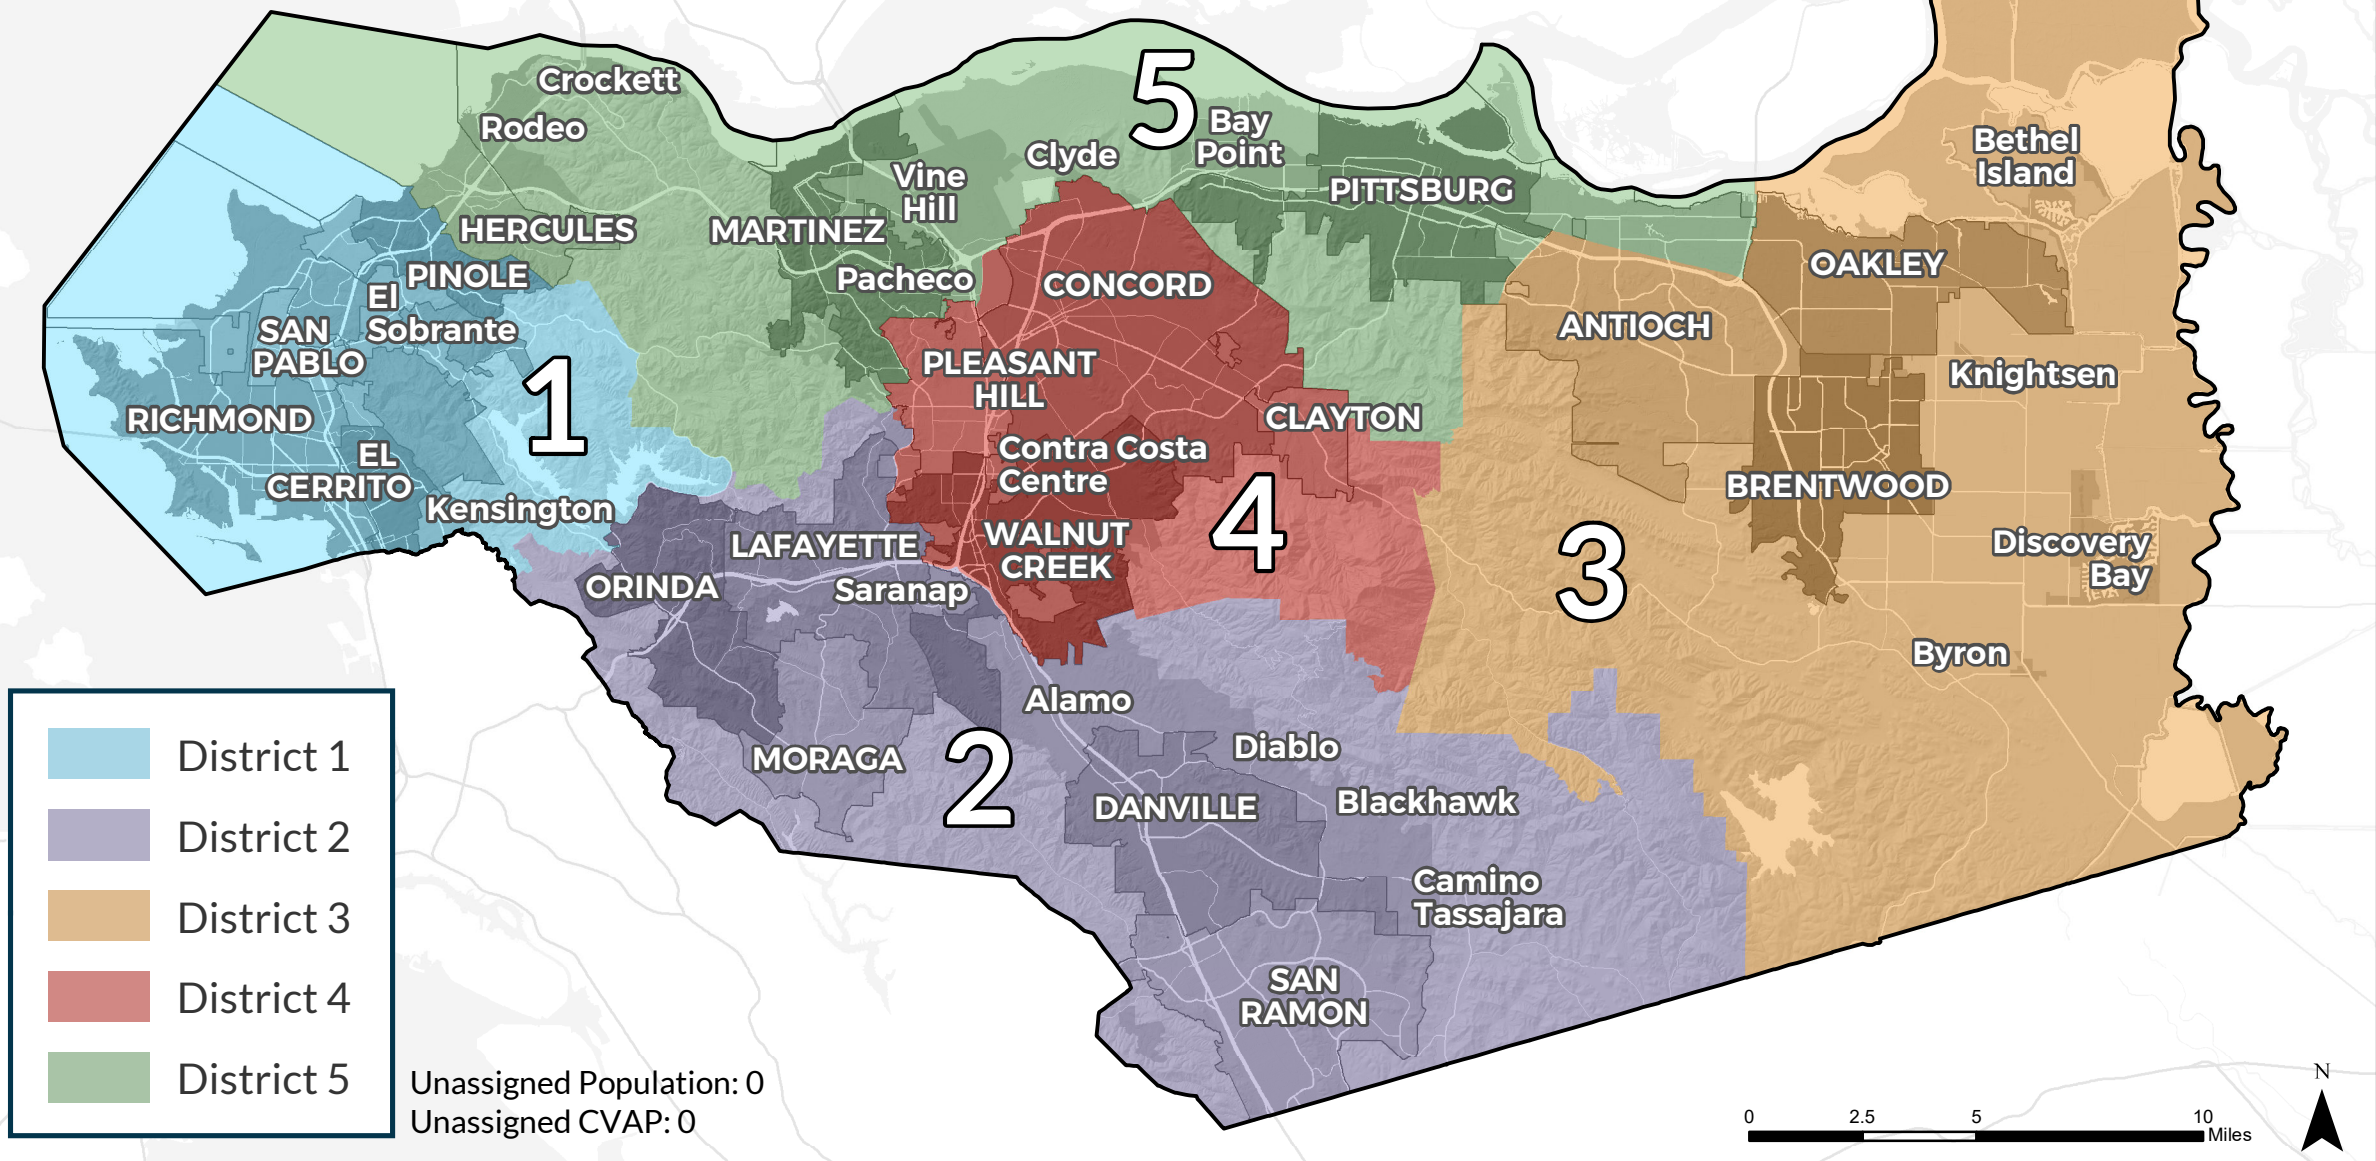 Crockett
Rodeo
5
Bay
Point
Clyde
Vine
Hill
Bethel
Island
PITTSBURG
HERCULES
MARTINEZ
PINOLE
Pacheco
CONCORD
OAKLEY
El
Sobrante
SAN
PABLO
ANTIOCH
PLEASANT
HILL
Knightsen
1
RICHMOND
CLAYTON
EL
CERRITO
Contra Costa
Centre
BRENTWOOD
Kensington
4
WALNUT
CREEK
LAFAYETTE
3
Discovery
Bay
ORINDA
Saranap
Byron
Alamo
Diablo
MORAGA
2
DANVILLE
Blackhawk
Camino
Tassajara
SAN
RAMON
District 1
District 2
District 3
District 4
District 5
Unassigned Population: 0
Unassigned CVAP: 0
0 2.5 5 10
Miles
N